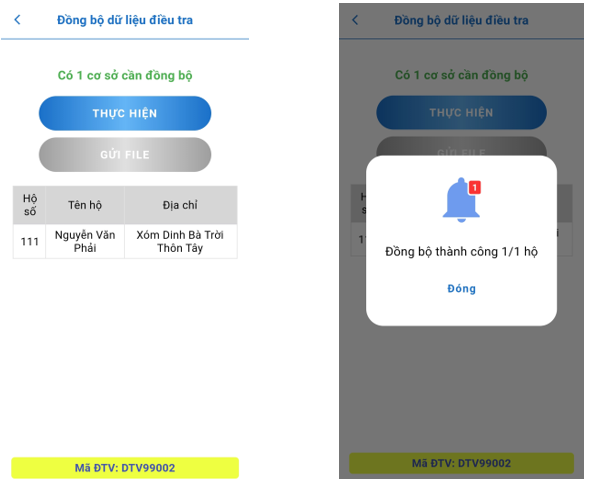 Đồng bộ dữ liệu điều tra
Có 1 cơ sở cần đồng bộ
THỰC HIỆN
GỬI FILE
Hộ số
Tên hộ
Địa chỉ
111
Nguyễn Văn Phải
Xóm Dinh Bà Trời Thôn Tây
Mã ĐTV: DTV99002
Đồng bộ dữ liệu điều tra
Có 1 cơ sở cần đồng bộ
THỰC HIỆN
GỬI FILE
1
Đồng bộ thành công 1/1 hộ
Đóng
Mã ĐTV: DTV99002